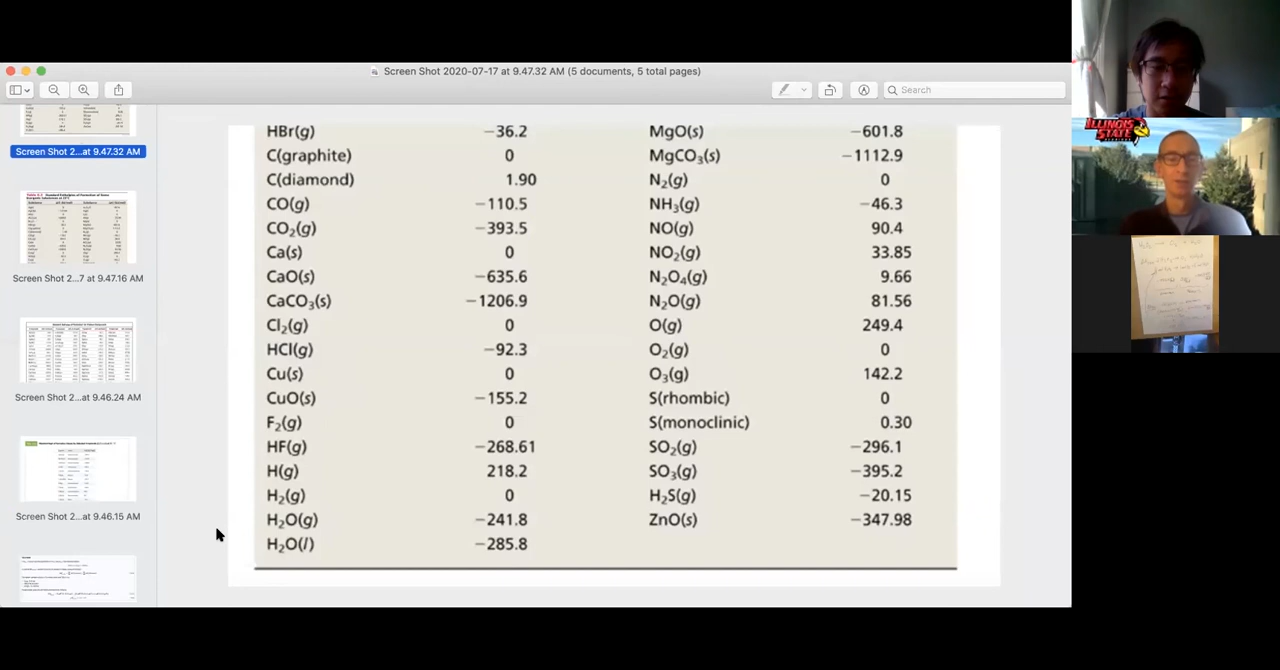 Screen Shot 2020-07-17 at 9.47.32 AM (5 documents, 5 total pages)
Search
Screen Shot 2...at 9.47.32 AM
Screen Shot 2...7 at 9.47.16 AM
Screen Shot 2...at 9.46.24 AM
Screen Shot 2...at 9.46.15 AM
HBr(g) −36.2 MgO(s) −601.8
C(graphite) 0 MgCO₃(s) −1112.9
C(diamond) 1.90 N₂(g) 0
CO(g) −110.5 NH₃(g) −46.3
CO₂(g) −393.5 NO(g) 90.4
Ca(s) 0 NO₂(g) 33.85
CaO(s) −635.6 N₂O₄(g) 9.66
CaCO₃(s) −1206.9 N₂O(g) 81.56
Cl₂(g) 0 O(g) 249.4
HCl(g) −92.3 O₂(g) 0
Cu(s) 0 O₃(g) 142.2
CuO(s) −155.2 S(rhombic) 0
F₂(g) 0 S(monoclinic) 0.30
HF(g) −268.61 SO₂(g) −296.1
H(g) 218.2 SO₃(g) −395.2
H₂(g) 0 H₂S(g) −20.15
H₂O(g) −241.8 ZnO(s) −347.98
H₂O(l) −285.8
ILLINOIS
STATE